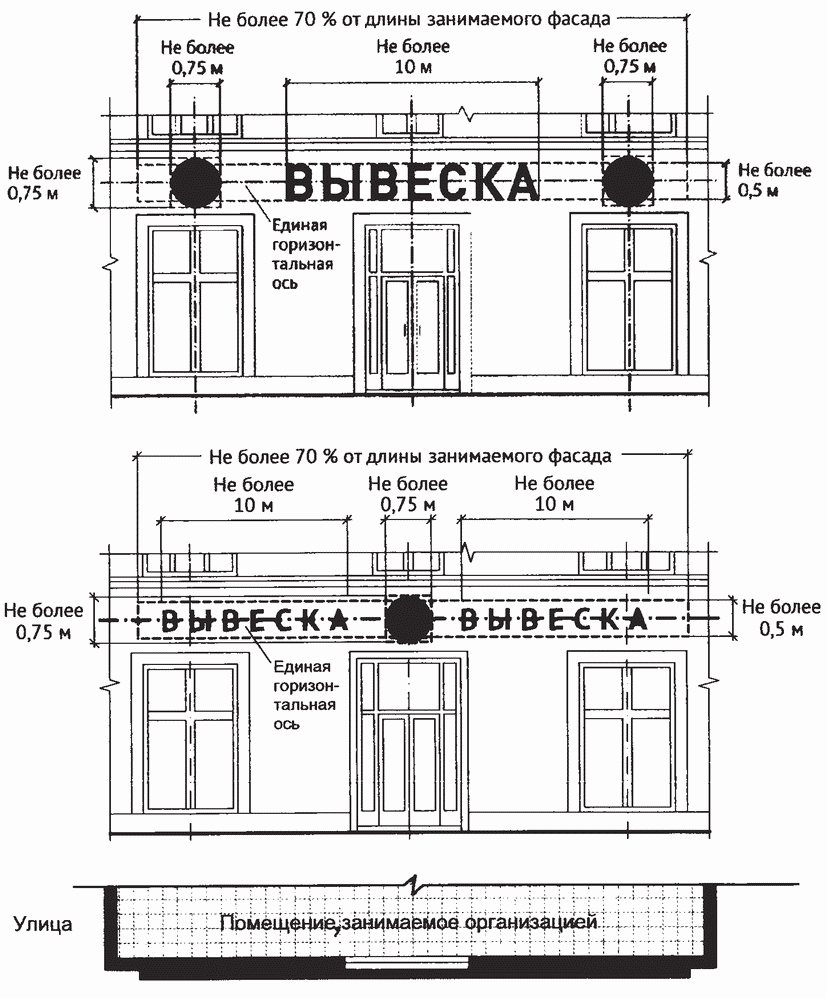 Не более 70 % от длины занимаемого фасада
Не более
0,75 м
Не более
10 м
Не более
0,75 м
Не более
0,75 м
ВЫВЕСКА
Не более
0,5 м
Единая
горизон-
тальная
ось
Не более 70 % от длины занимаемого фасада
Не более
10 м
Не более
0,75 м
Не более
10 м
Не более
0,75 м
ВЫВЕСКА
ВЫВЕСКА
Не более
0,5 м
Единая
горизон-
тальная
ось
Улица
Помещение, занимаемое организацией